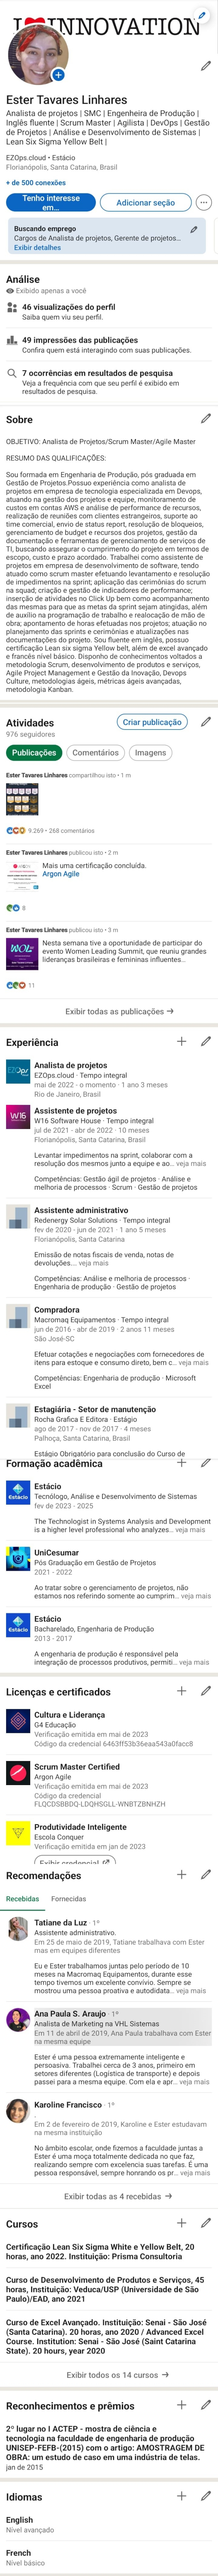 INNOVATION
Ester Tavares Linhares
Analista de projetos | SMC | Engenheira de Produção |
Inglês fluente | Scrum Master | Agilista | DevOps | Gestão
de Projetos | Análise e Desenvolvimento de Sistemas |
Lean Six Sigma Yellow Belt |
EZOps.cloud • Estácio
Florianópolis, Santa Catarina, Brasil
+ de 500 conexões
Tenho interesse
em...
Adicionar seção
Buscando emprego
Cargos de Analista de projetos, Gerente de projetos...
Exibir detalhes
Análise
Exibido apenas a você
46 visualizações do perfil
Saiba quem viu seu perfil.
49 impressões das publicações
Confira quem está interagindo com suas publicações.
7 ocorrências em resultados de pesquisa
Veja a frequência com que seu perfil é exibido em
resultados de pesquisa.
Sobre
OBJETIVO: Analista de Projetos/Scrum Master/Agile Master
RESUMO DAS QUALIFICAÇÕES:
Sou formada em Engenharia de Produção, pós graduada em
Gestão de Projetos.Possuo experiência como analista de
projetos em empresa de tecnologia especializada em Devops,
atuando na gestão dos projetos e equipe, gerenciamento de
custos em contas AWS e análise de performance de recursos,
realização de reuniões com clientes estrangeiros, suporte ao
time comercial, envio de status report, resolução de bloqueios,
gerenciamento de budget e recursos dos projetos, gestão da
documentação e ferramentas de gerenciamento de serviços de
TI, buscando assegurar o cumprimento do projeto em termo de
escopo, custo e prazo acordado. Trabalho como assistente de
projetos em empresa de desenvolvimento de software, tendo
atuado como scrum master efetuando levantamento e resolução
de impedimentos na sprint; aplicação das cerimônias do scrum
na squad; criação e gestão de indicadores de performance;
inserção de atividades no Click Up bem como acompanhamento
das mesmas para que as metas da sprint sejam atingidas, além
de auxílio na programação do trabalho e realocação de mão de
obra; apontamento de horas efetuadas nos projetos; atuação no
planejamento das sprints e cerimônias e atualizações nas
documentações do projeto. Sou fluente em inglês, possuo
certificação Lean six sigma Yellow belt, além de excel avançado
e francês nível básico. Disponho de conhecimentos voltados a
metodologia Scrum, desenvolvimento de produtos e serviços,
Agile Project Management e Gestão da Inovação, Devops
Culture, metodologias ágeis, métricas ágeis avançadas,
metodologia Kanban.
Atividades
976 seguidores
Criar publicação
Publicações
Comentários
Imagens
Ester Tavares Linhares compartilhou isto • 1 m
9.269 • 268 comentários
Ester Tavares Linhares publicou isto • 2 m
Mais uma certificação concluída.
Argon Agile
8
Ester Tavares Linhares publicou isto • 3 m
WOL
Nesta semana tive a oportunidade de participar do
evento Women Leading Summit, que reuniu grandes
lideranças brasileiras e femininas influentes...
11
Exibir todas as publicações →
Experiência
Analista de projetos
EZOps.cloud · Tempo integral
mai de 2022 - o momento · 1 ano 3 meses
Rio de Janeiro, Brasil
W16
Assistente de projetos
W16 Software House · Tempo integral
jul de 2021 - abr de 2022 · 10 meses
Florianópolis, Santa Catarina, Brasil
Levantar impedimentos na sprint, colaborar com a
resolução dos mesmos junto a equipe e ao... veja mais
Competências: Gestão ágil de projetos · Análise e
melhoria de processos · Scrum · Gestão de projetos
Assistente administrativo
Redenergy Solar Solutions · Tempo integral
fev de 2020 - jun de 2021 · 1 ano 5 meses
Florianópolis, Santa Catarina
Emissão de notas fiscais de venda, notas de
devoluções... veja mais
Competências: Análise e melhoria de processos ·
Engenharia de produção · Gestão de projetos
Compradora
Macromaq Equipamentos · Tempo integral
jun de 2016 - abr de 2019 · 2 anos 11 meses
São José-SC
Efetuar cotações e negociações com fornecedores de
itens para estoque e consumo direto, bem c... veja mais
Competências: Engenharia de produção · Microsoft
Excel
Estagiária - Setor de manutenção
Rocha Grafica E Editora · Estágio
ago de 2017 - nov de 2017 · 4 meses
Palhoça, Santa Catarina, Brasil
Estágio Obrigatório para conclusão do Curso de
Formação acadêmica
Estácio
Estácio
Tecnólogo, Análise e Desenvolvimento de Sistemas
fev de 2023 - 2025
The Technologist in Systems Analysis and Development
is a higher level professional who analyzes... veja mais
UniCesumar
Pós Graduação em Gestão de Projetos
2021 - 2022
Ao tratar sobre o gerenciamento de projetos, não
estamos nos referindo somente ao cumprim... veja mais
Estácio
Estácio
Bacharelado, Engenharia de Produção
2013 - 2017
A engenharia de produção é responsável pela
integração de processos produtivos, permiti... veja mais
Licenças e certificados
Cultura e Liderança
G4 Educação
Verificação emitida em mai de 2023
Código da credencial 6463ff53b36eaa543a0facc8
Scrum Master Certified
Argon Agile
Verificação emitida em mai de 2023
Código da credencial
FLQCDSBBDQ-LDQHSGLL-WNBTZBNHZH
Produtividade Inteligente
Escola Conquer
Verificação emitida em jan de 2023
Exibir credencial
Recomendações
Recebidas
Fornecidas
Tatiane da Luz · 1º
Assistente administrativo.
Em 25 de maio de 2019, Tatiane trabalhava com Ester
mas em equipes diferentes
Eu e Ester trabalhamos juntas pelo período de 10
meses na Macromaq Equipamentos, durante esse
tempo tivemos um excelente convívio. Sempre se
mostrou uma pessoa proativa e autodidata... veja mais
Ana Paula S. Araujo · 1º
Analista de Marketing na VHL Sistemas
Em 11 de abril de 2019, Ana Paula trabalhava com Ester
na mesma equipe
Ester é uma pessoa extremamente inteligente e
persuasiva. Trabalhei cerca de 3 anos, primeiro em
setores diferentes (Logística de transporte) e depois
passei para a mesma equipe. Com ela e apr... veja mais
Karoline Francisco · 1º
.
Em 2 de fevereiro de 2019, Karoline e Ester estudavam
na mesma instituição
No âmbito escolar, onde fizemos a faculdade juntas a
Ester é uma moça totalmente dedicada no que faz,
realizando sempre com excelencia suas tarefas. É uma
pessoa responsável, sempre honrando os pr... veja mais
Exibir todas as 4 recebidas →
Cursos
Certificação Lean Six Sigma White e Yellow Belt, 20
horas, ano 2022. Instituição: Prisma Consultoria
Curso de Desenvolvimento de Produtos e Serviços, 45
horas, Instituição: Veduca/USP (Universidade de São
Paulo)/EAD, ano 2021
Curso de Excel Avançado. Instituição: Senai - São José
(Santa Catarina). 20 horas, ano 2020 / Advanced Excel
Course. Institution: Senai - São José (Saint Catarina
State). 20 hours, year 2020
Exibir todos os 14 cursos →
Reconhecimentos e prêmios
2º lugar no I ACTEP - mostra de ciência e
tecnologia na faculdade de engenharia de produção
UNISEP-FEFB-(2015) com o artigo: AMOSTRAGEM DE
OBRA: um estudo de caso em uma indústria de telas.
jan de 2015
Idiomas
English
Nível avançado
French
Nível básico